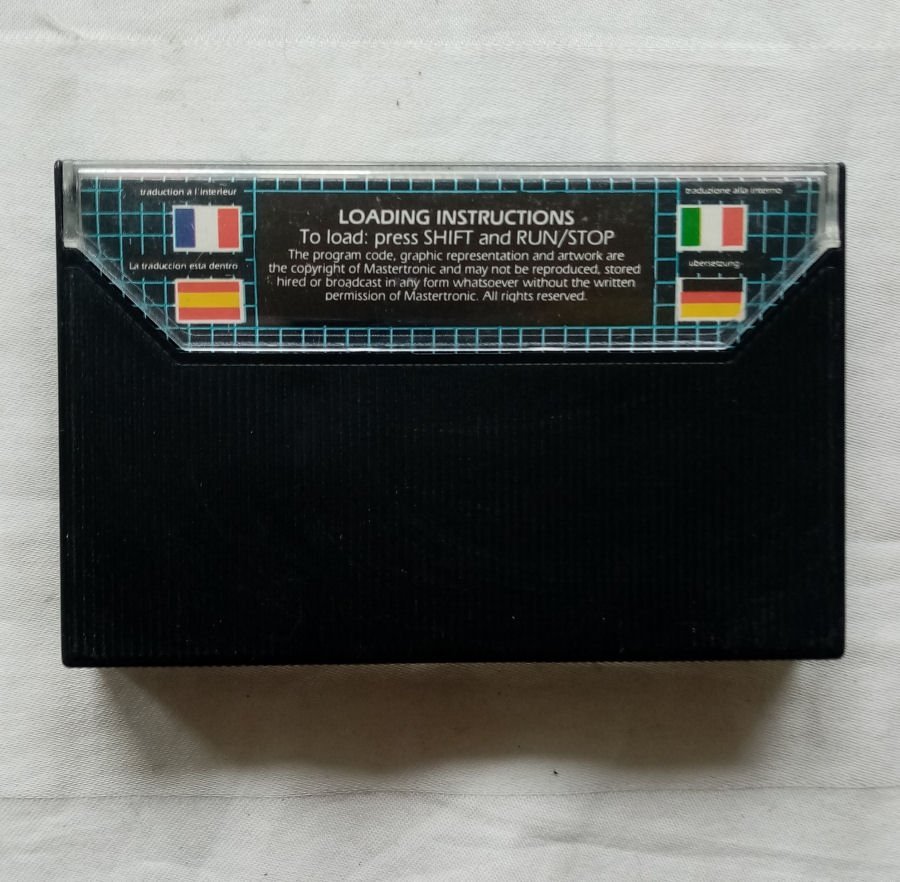 traduction a l'interieur
La traduccion esta dentro
LOADING INSTRUCTIONS
To load: press SHIFT and RUN/STOP
The program code, graphic representation and artwork are
the copyright of Mastertronic and may not be reproduced, stored
hired or broadcast in any form whatsoever without the written
permission of Mastertronic. All rights reserved.
traduzione alla interno
ubersetzung